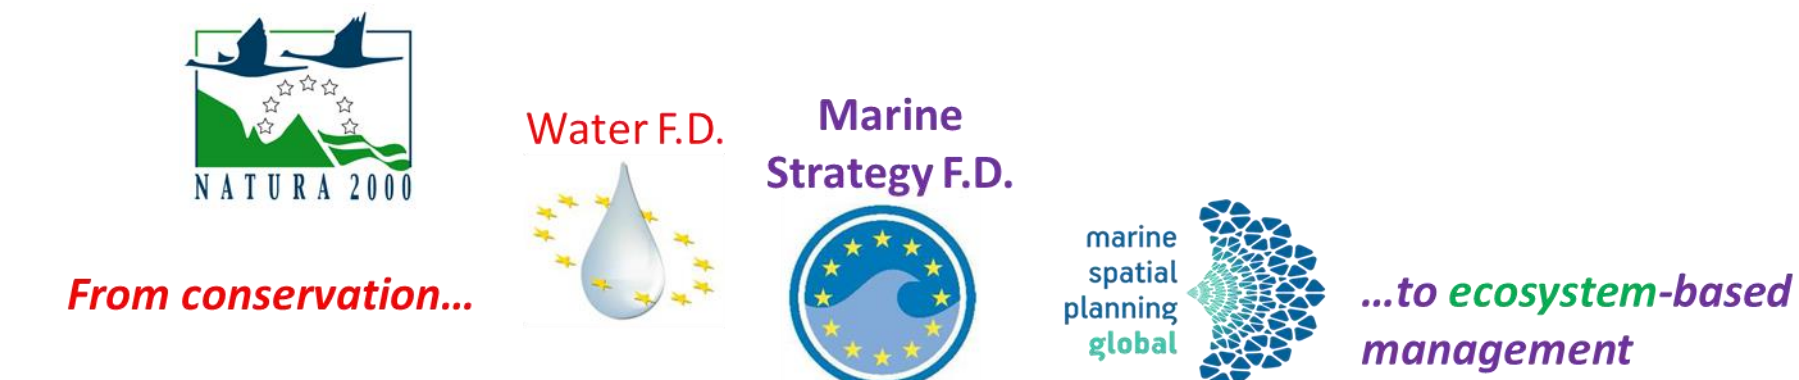 NATURA 2000
From conservation…
Water F.D.
Marine
Strategy F.D.
marine
spatial
planning
global
…to ecosystem-based
management